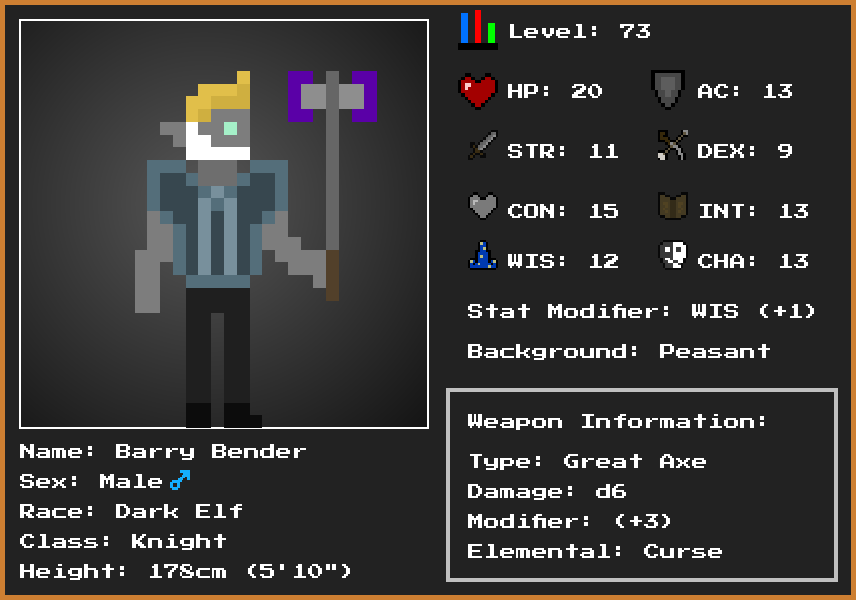 Level: 73
HP: 20
AC: 13
STR: 11
DEX: 9
CON: 15
INT: 13
WIS: 12
CHA: 13
Stat Modifier: WIS (+1)
Background: Peasant
Weapon Information:
Type: Great Axe
Damage: d6
Modifier: (+3)
Elemental: Curse
Name: Barry Bender
Sex: Male♂
Race: Dark Elf
Class: Knight
Height: 178cm (5'10")